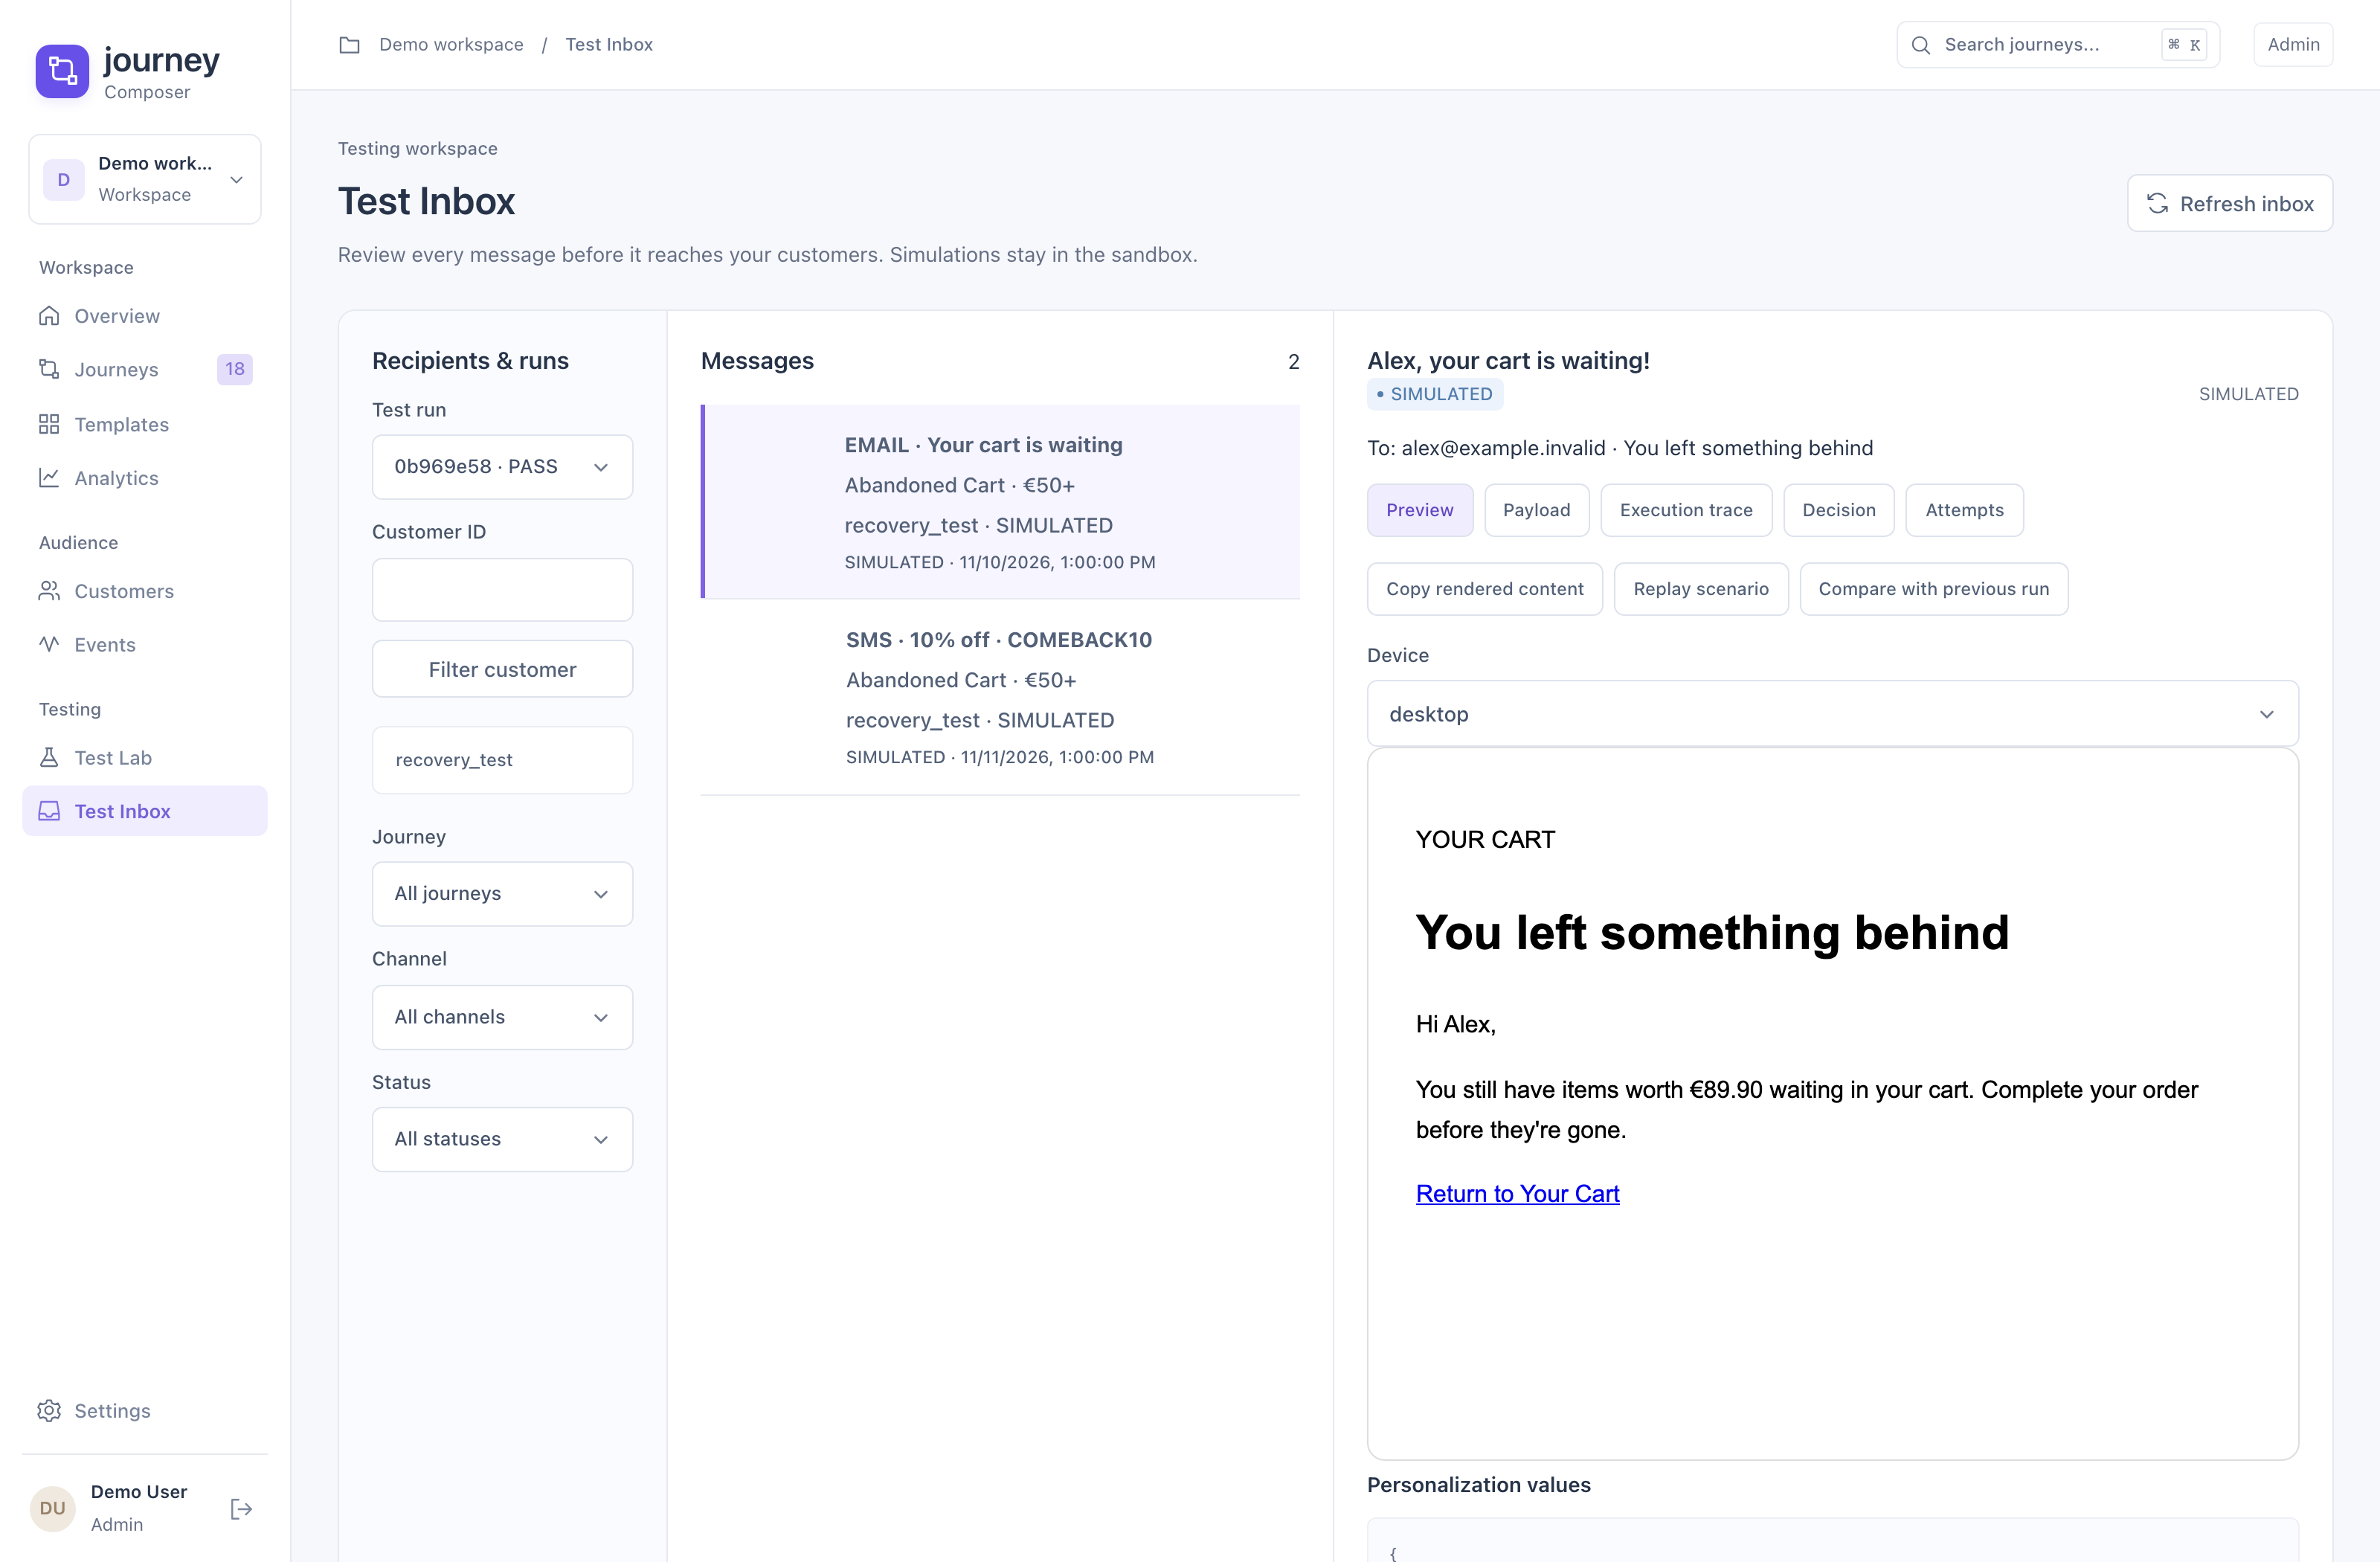 journey
Composer
D
Demo work...
Workspace
Workspace
Overview
Journeys
18
Templates
Analytics
Audience
Customers
Events
Testing
Test Lab
Test Inbox
Settings
DU
Demo User
Admin
Demo workspace / Test Inbox
Search journeys...
⌘ K
Admin
Testing workspace
Test Inbox
Review every message before it reaches your customers. Simulations stay in the sandbox.
Refresh inbox
Recipients & runs
Test run
0b969e58 · PASS
Customer ID
Filter customer
recovery_test
Journey
All journeys
Channel
All channels
Status
All statuses
Messages
2
EMAIL · Your cart is waiting
Abandoned Cart · €50+
recovery_test · SIMULATED
SIMULATED · 11/10/2026, 1:00:00 PM
SMS · 10% off · COMEBACK10
Abandoned Cart · €50+
recovery_test · SIMULATED
SIMULATED · 11/11/2026, 1:00:00 PM
Alex, your cart is waiting!
• SIMULATED
SIMULATED
To: alex@example.invalid · You left something behind
Preview
Payload
Execution trace
Decision
Attempts
Copy rendered content
Replay scenario
Compare with previous run
Device
desktop
YOUR CART
You left something behind
Hi Alex,
You still have items worth €89.90 waiting in your cart. Complete your order
before they're gone.
Return to Your Cart
Personalization values
{